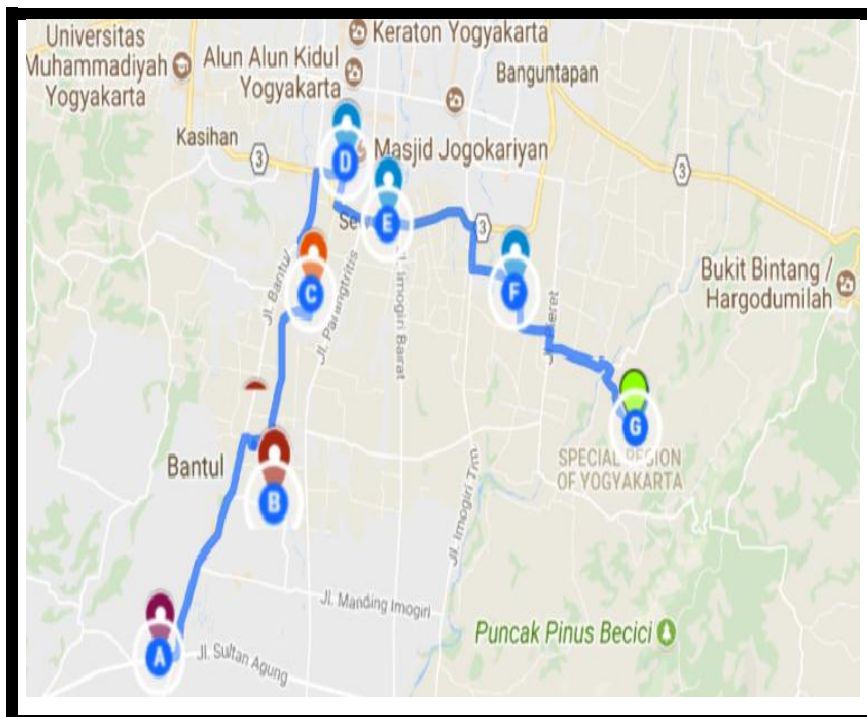 Universitas
Muhammadiyah
Yogyakarta
Alun Alun Kidul
Yogyakarta
Keraton Yogyakarta
Banguntapan
Kasihan
3
D
Masjid Jogokariyan
3
Se
E
3
F
C
Jl. Bantul
Jl. Parangtritis
Jl. Imogiri Barat
Bukit Bintang /
Hargodumilah
G
SPECIAL REGION
OF YOGYAKARTA
Bantul
B
Jl. Manding Imogiri
Puncak Pinus Becici
A
Jl. Sultan Agung